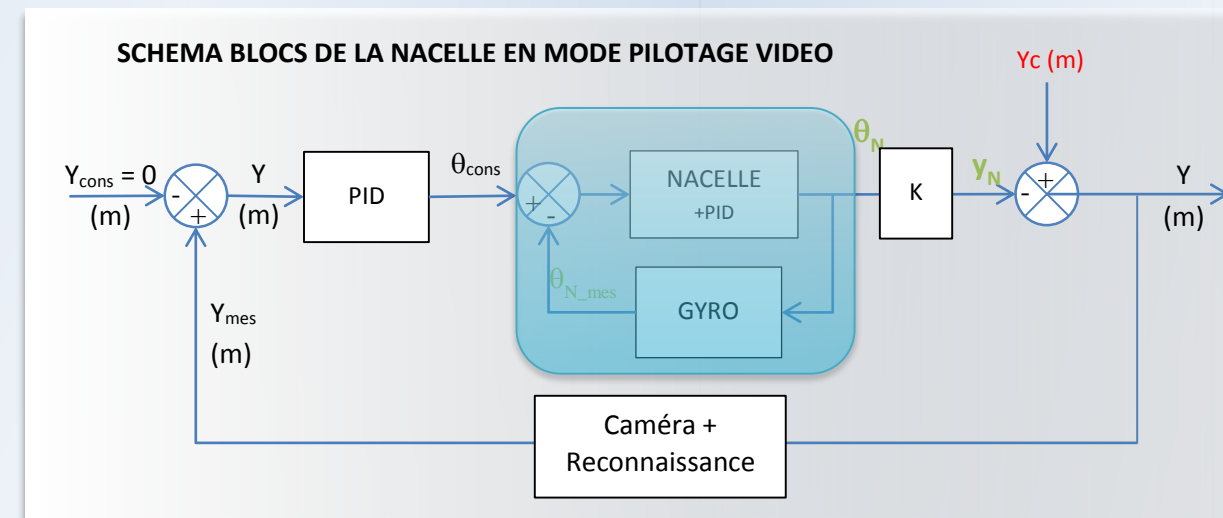 SCHEMA BLOCS DE LA NACELLE EN MODE PILOTAGE VIDEO
Yc (m)
Ycons = 0
(m)
-
+
Y
(m)
PID
θcons
+
-
NACELLE
+PID
θN
K
yN
-
+
Y
(m)
θN_mes
GYRO
Ymes
(m)
Caméra +
Reconnaissance